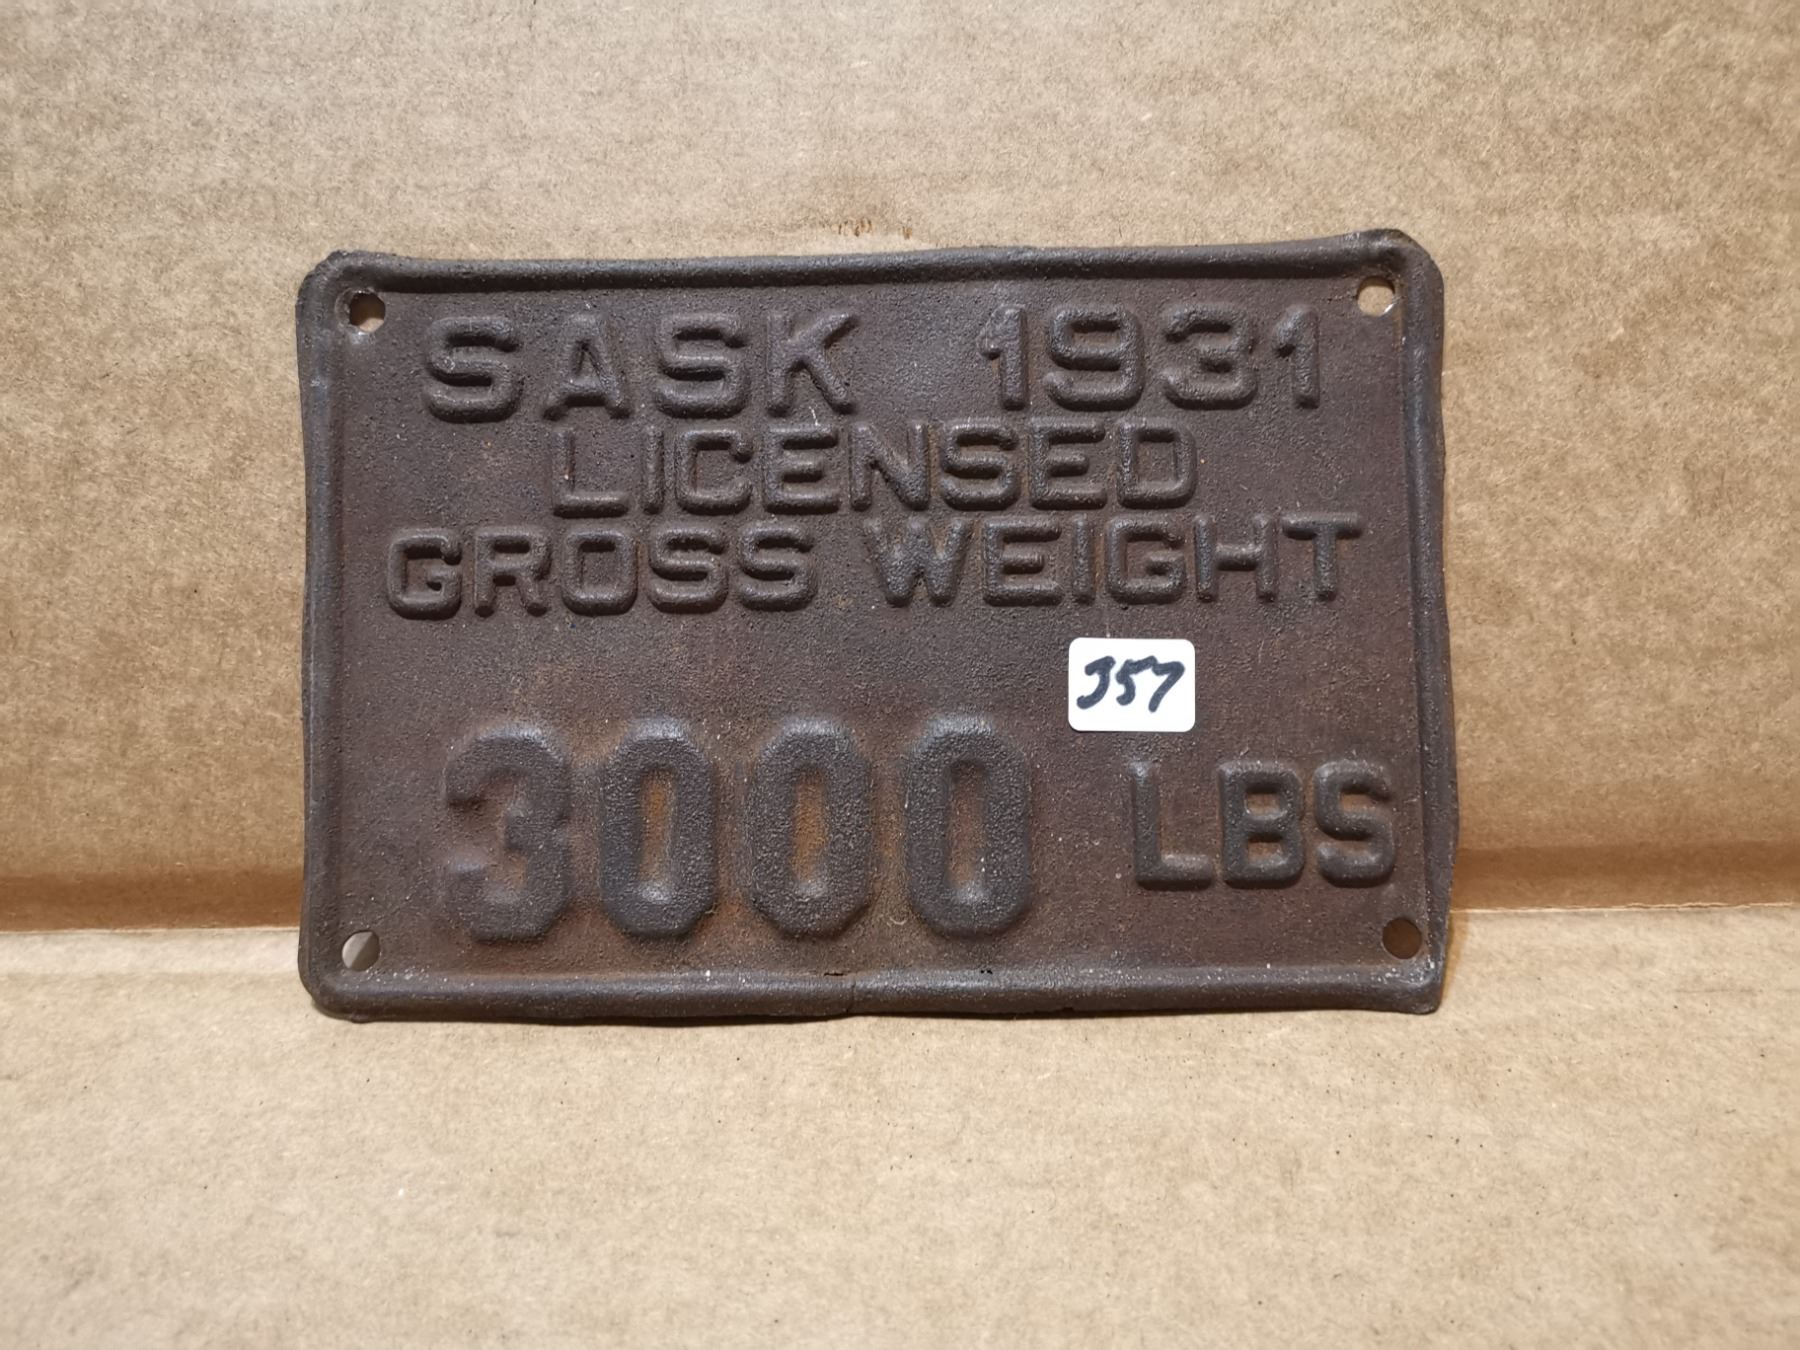 SASK 1931
LICENSED
GROSS WEIGHT
357
3000 LBS